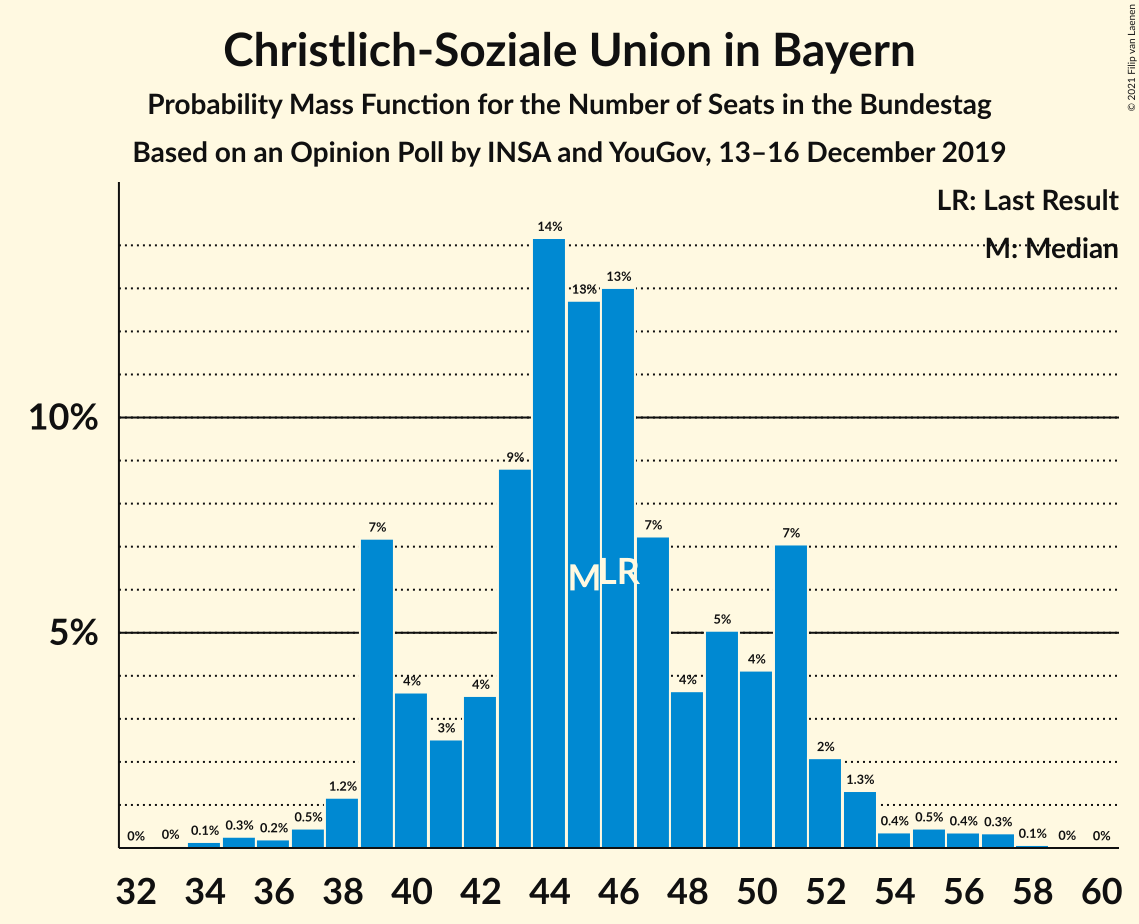 Christlich-Soziale Union in Bayern
Probability Mass Function for the Number of Seats in the Bundestag
Based on an Opinion Poll by INSA and YouGov, 13–16 December 2019
© 2021 Filip van Laenen
LR: Last Result
M: Median
10%
5%
0% 0% 0.1% 0.3% 0.2% 0.5% 1.2% 7% 4% 3% 4% 9% 14% 13% 13% 7% 4% 5% 4% 7% 2% 1.3% 0.4% 0.5% 0.4% 0.3% 0.1% 0% 0%
M LR
32 34 36 38 40 42 44 46 48 50 52 54 56 58 60